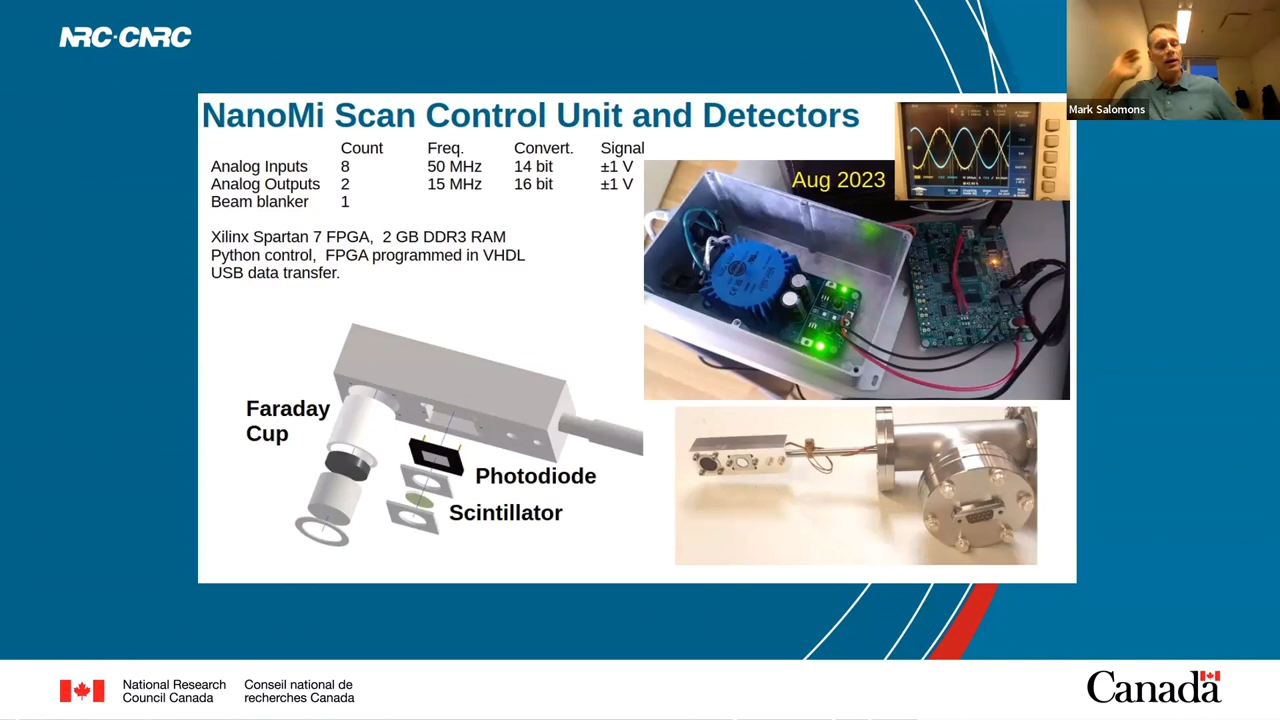 NRC·CNRC
Mark Salomons
NanoMi Scan Control Unit and Detectors
Count Freq. Convert. Signal
Analog Inputs 8 50 MHz 14 bit ±1 V
Analog Outputs 2 15 MHz 16 bit ±1 V
Beam blanker 1
Xilinx Spartan 7 FPGA, 2 GB DDR3 RAM
Python control, FPGA programmed in VHDL
USB data transfer.
Aug 2023
Faraday
Cup
Photodiode
Scintillator
National Research
Council Canada
Conseil national de
recherches Canada
Canada